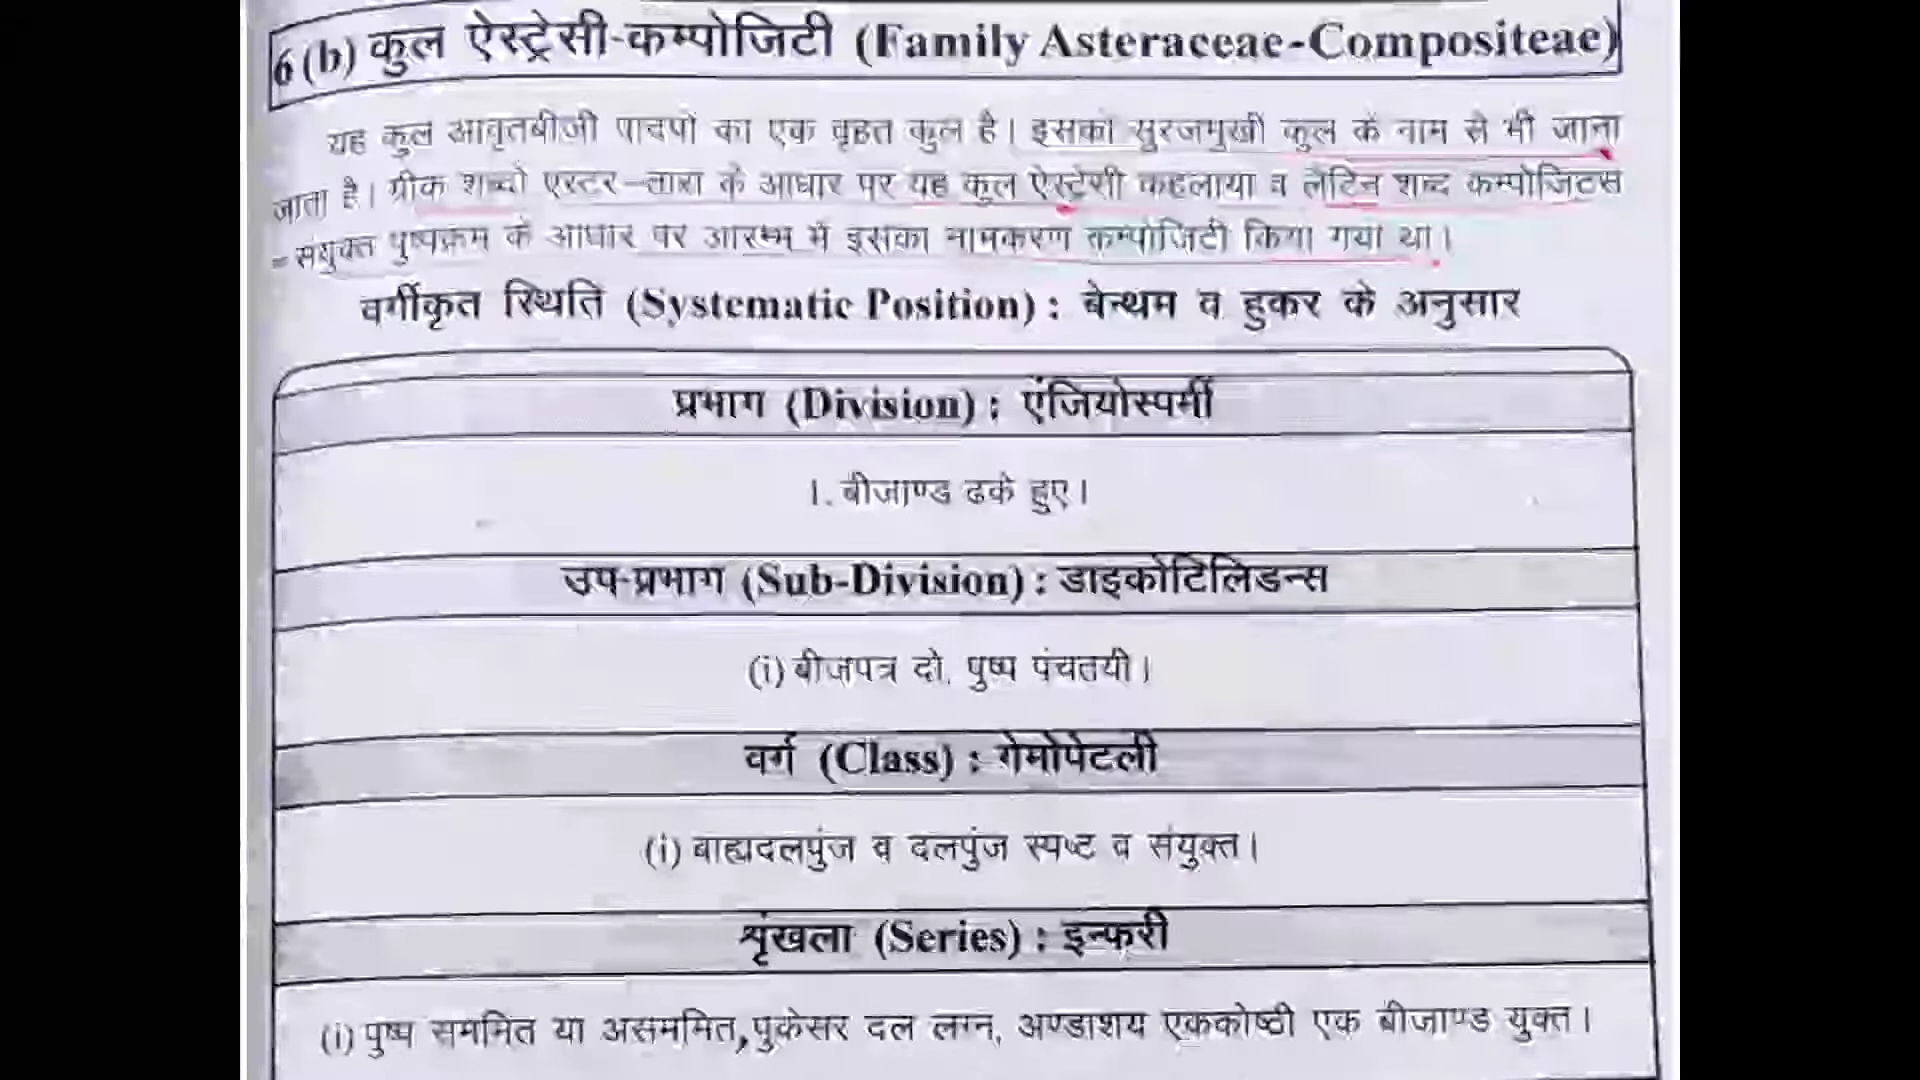 6(b) कुल ऐस्ट्रेसी-कम्पोजिटी (Family Asteraceae-Compositeae)
यह कुल आवृतबीजी पादपों का एक वृहत कुल है। इसको सुरजमुखी कुल के नाम से भी जाना
जाता है। ग्रीक शब्दों एस्टर-तारा के आधार पर यह कुल ऐस्ट्रेसी कहलाया व लेटिन शब्द कम्पोजिटस
= संयुक्त पुष्पक्रम के आधार पर आरम्भ में इसका नामकरण कम्पोजिटी किया गया था।
वर्गीकृत स्थिति (Systematic Position) : बेन्थम व हुकर के अनुसार
प्रभाग (Division) : एंजियोस्पर्मी
1. बीजाण्ड ढके हुए।
उप-प्रभाग (Sub-Division) : डाइकोटिलिडन्स
(i) बीजपत्र दो, पुष्प पंचतयी।
वर्ग (Class) : गेमोपेटली
(i) बाह्यदलपुंज व दलपुंज स्पष्ट व संयुक्त।
शृंखला (Series) : इन्फरी
(i) पुष्प सममित या असममित, पुकेसर दल लग्न, अण्डाशय एककोष्ठी एक बीजाण्ड युक्त।